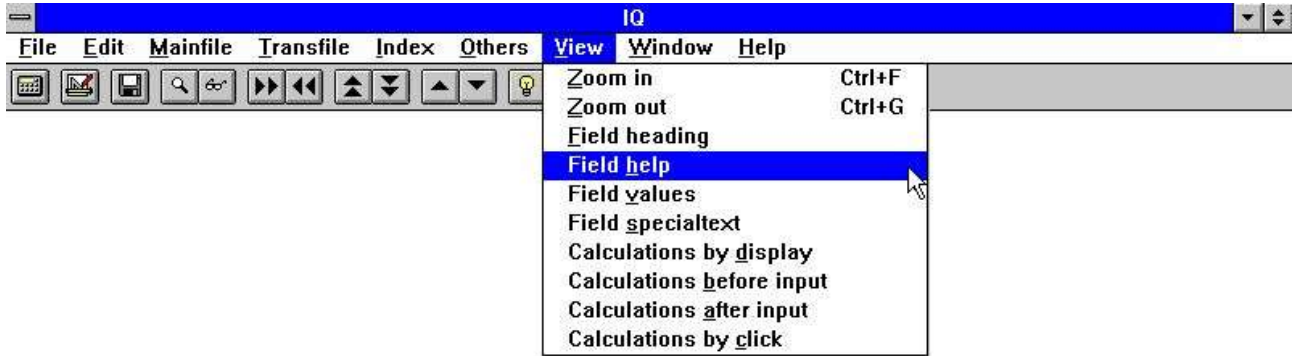 IQ
File Edit Mainfile Transfile Index Others View Window Help
Zoom in Ctrl+F
Zoom out Ctrl+G
Field heading
Field help
Field values
Field specialtext
Calculations by display
Calculations before input
Calculations after input
Calculations by click